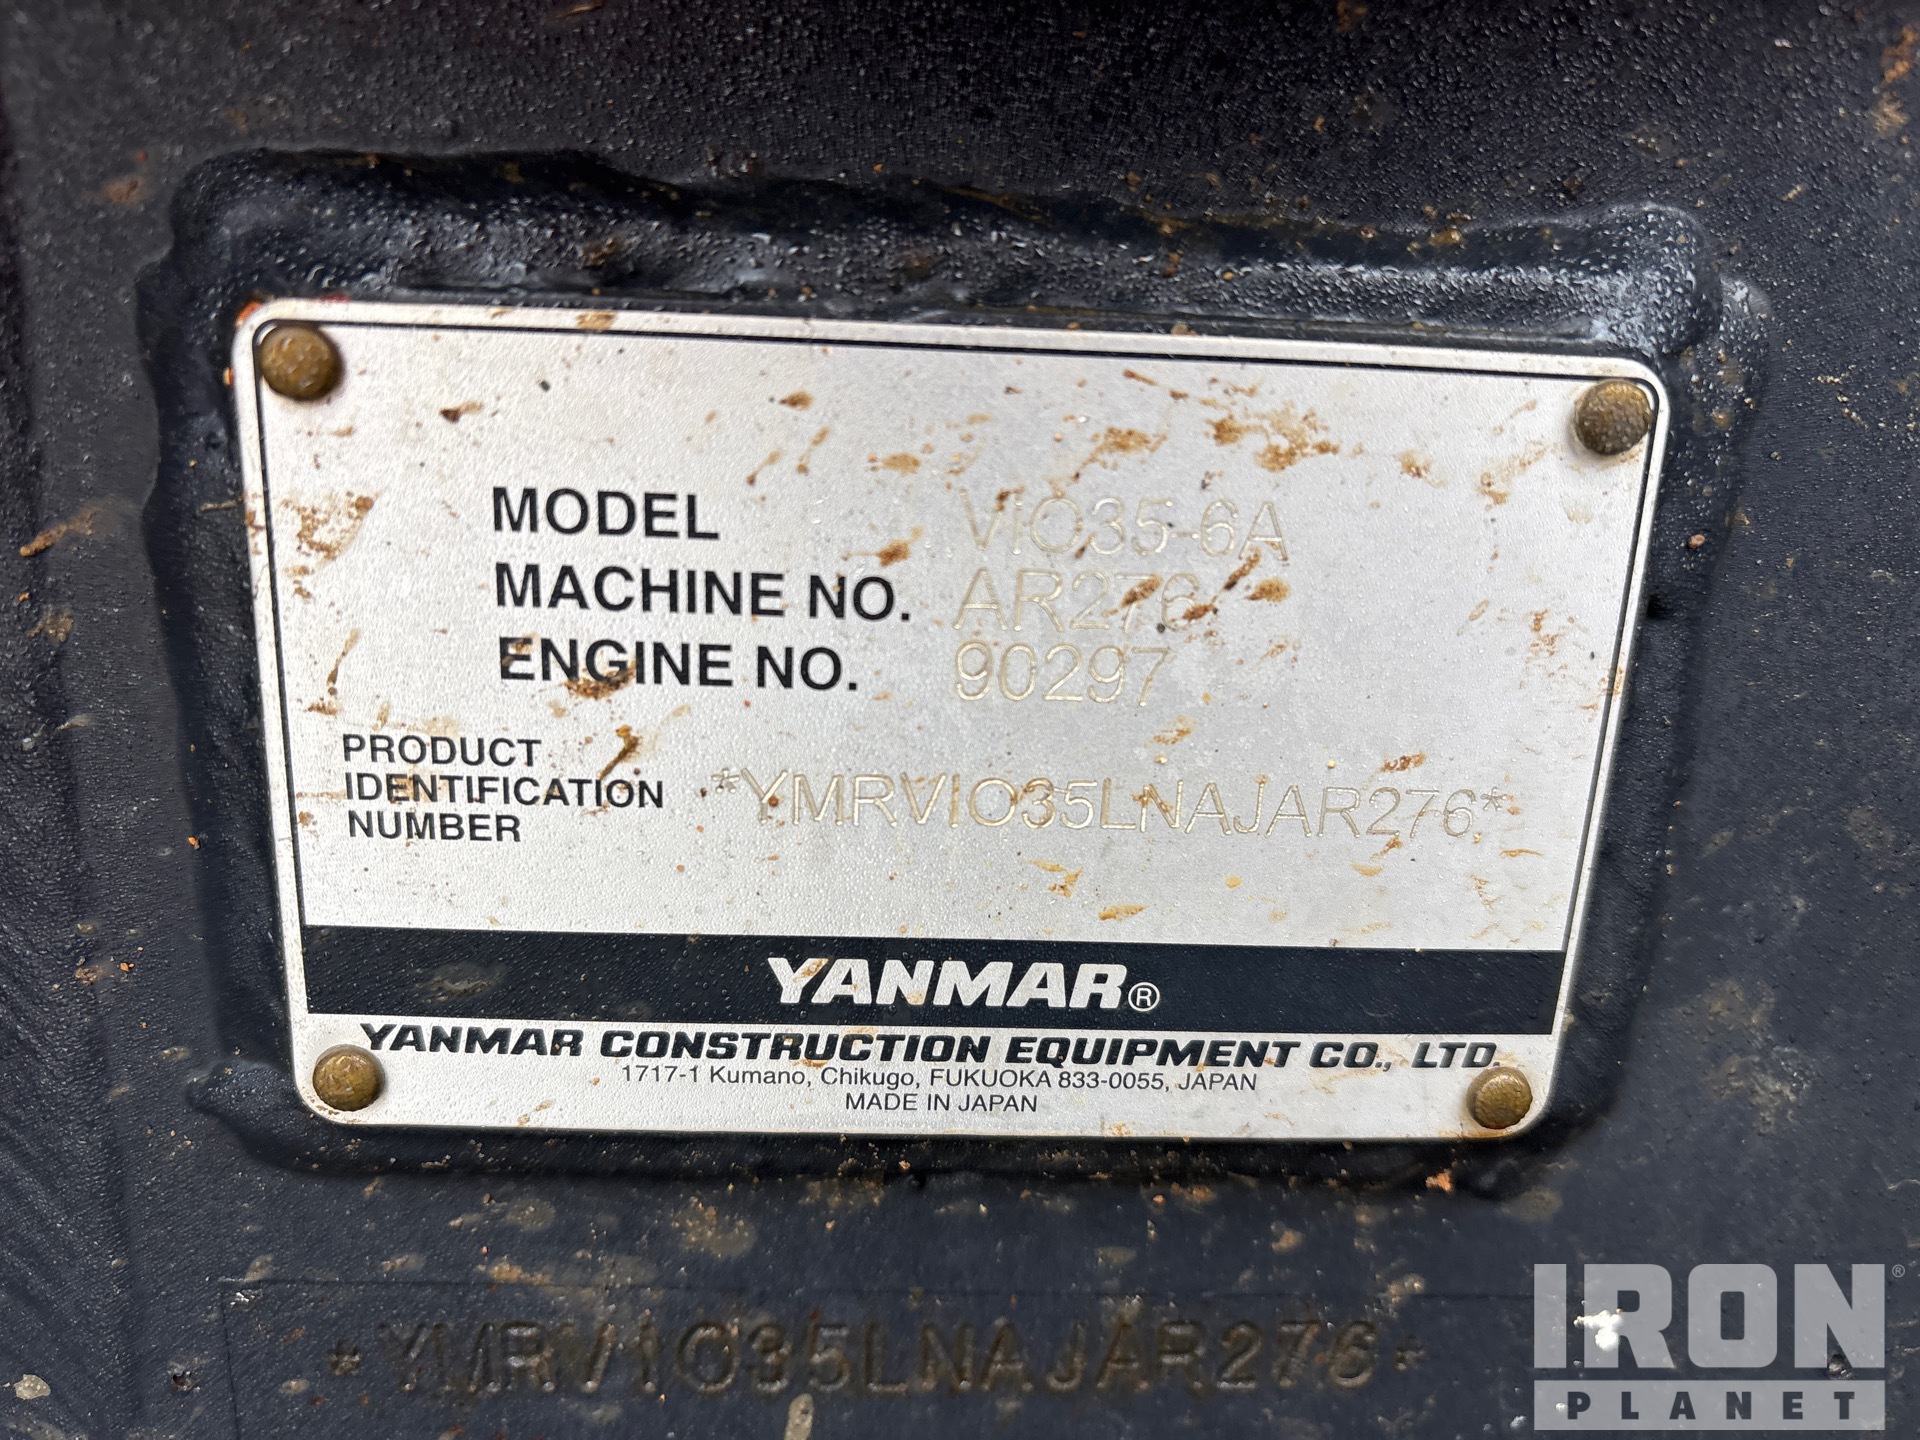 MODEL ViO35-6A
MACHINE NO. AR276
ENGINE NO. 90297
PRODUCT
IDENTIFICATION
NUMBER
*YMRVIO35LNAJAR276*
YANMAR®
YANMAR CONSTRUCTION EQUIPMENT CO., LTD.
1717-1 Kumano, Chikugo, FUKUOKA 833-0055, JAPAN
MADE IN JAPAN
*YMRV1O35LNAJAR276*
IRON®
PLANET